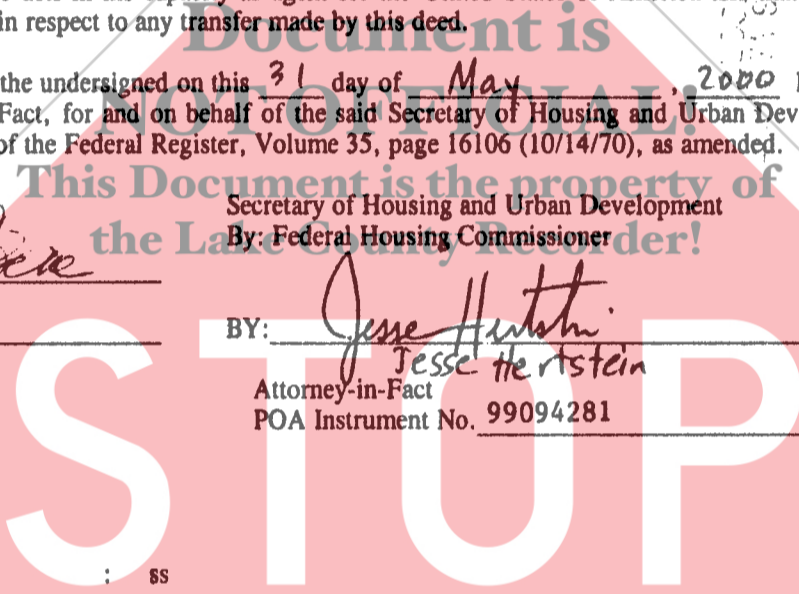 in respect to any transfer made by this deed.
Document is
the undersigned on this 31 day of May, 2000
NOT OFFICIAL!
Fact, for and on behalf of the said Secretary of Housing and Urban Dev
of the Federal Register, Volume 35, page 16106 (10/14/70), as amended.
This Document is the property of
Secretary of Housing and Urban Development
the Lake County Recorder!
By: Federal Housing Commissioner
BY: Jesse Hertstein
Jesse Hertstein
Attorney-in-Fact
POA Instrument No. 99094281
STOP
: ss